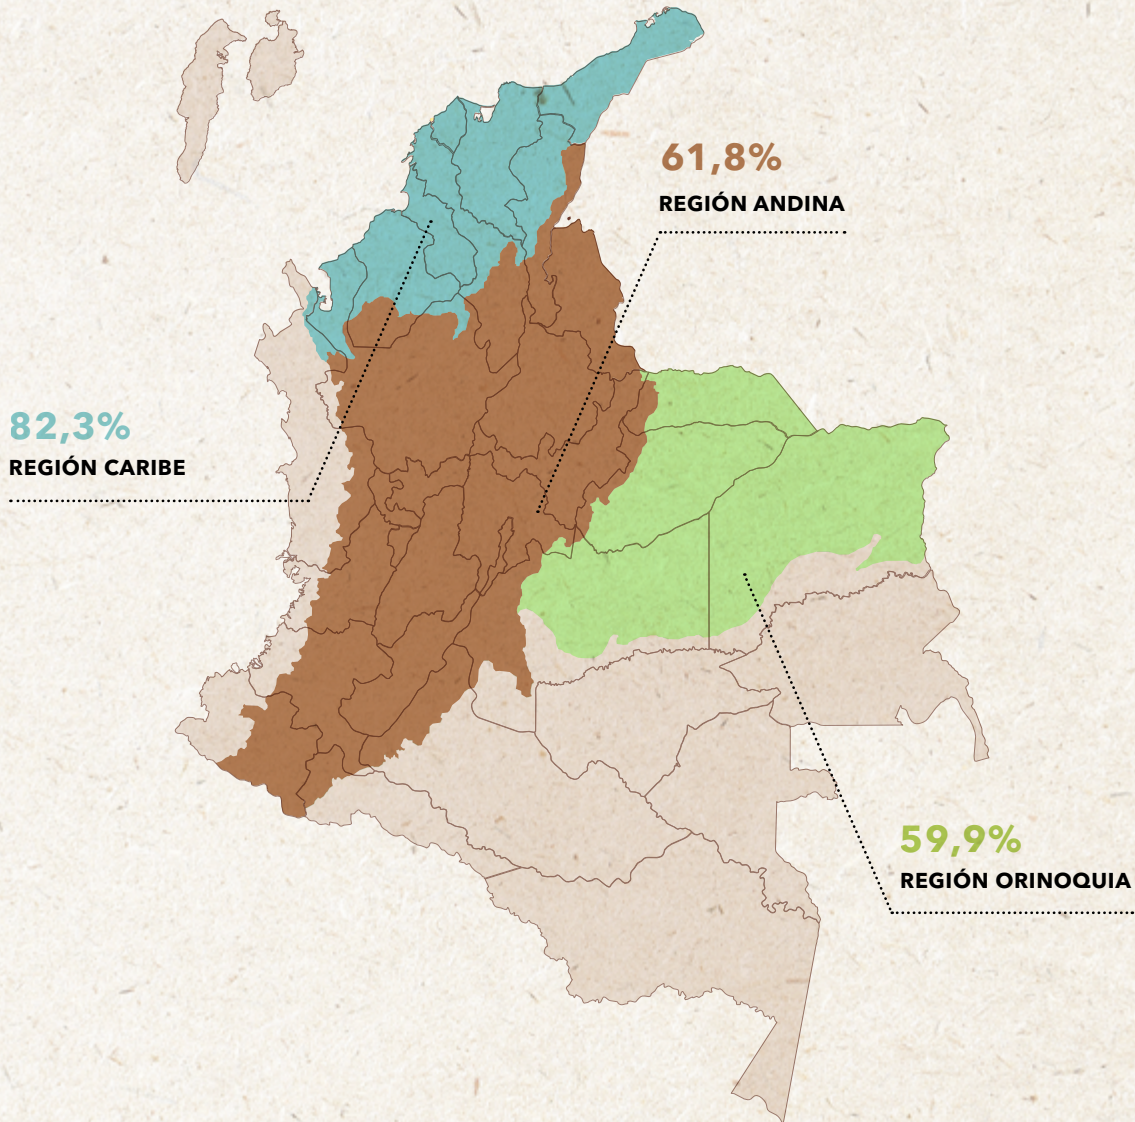 61,8%
REGIÓN ANDINA
82,3%
REGIÓN CARIBE
59,9%
REGIÓN ORINOQUIA